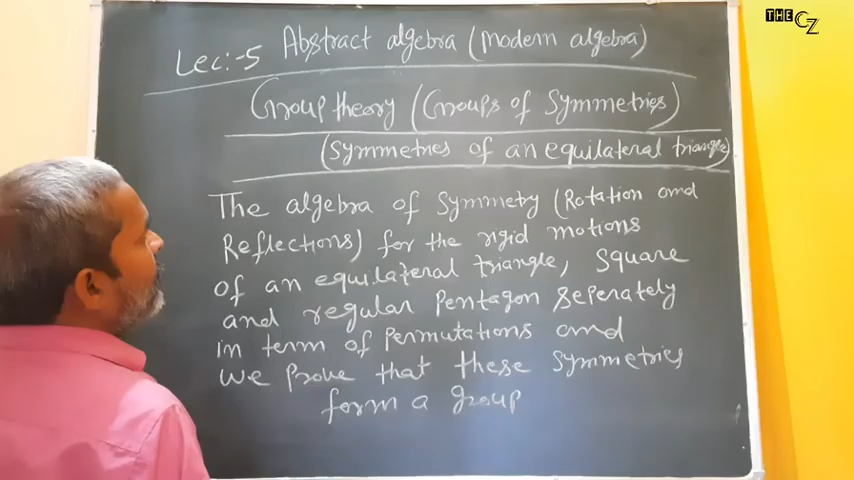 THE CZ
Lec:-5 Abstract algebra (Modern algebra)
Group theory (Groups of Symmetries)
(Symmetries of an equilateral triangle)
The algebra of Symmetry (Rotation and
Reflections) for the rigid motions
of an equilateral triangle, Square
and regular Pentagon Seperately
in term of Permutations and
We Prove that these Symmetries
form a group